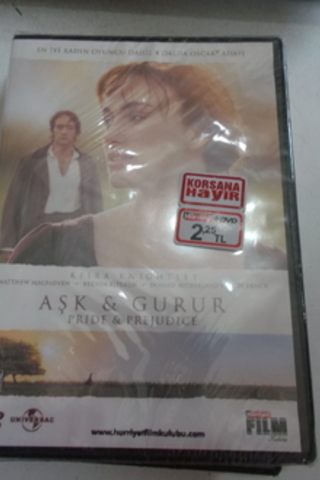 EN İYİ KADIN OYUNCU DAHİL 4 DALDA OSCAR® ADAYI
KORSANA
HAYIR
DVD
2,25
TL
KEIRA KNIGHTLEY
MATTHEW MACFADYEN
AŞK & GURUR
PRIDE & PREJUDICE
UNIVERSAL
www.hurriyetfilmkulubu.com
FILM